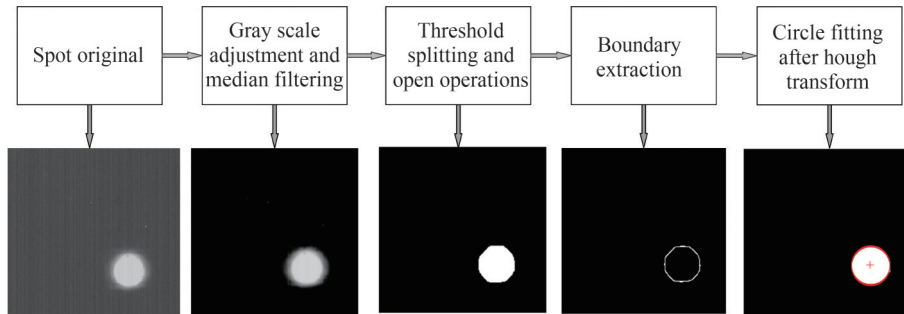 Spot original
Gray scale
adjustment and
median filtering
Threshold
splitting and
open operations
Boundary
extraction
Circle fitting
after hough
transform